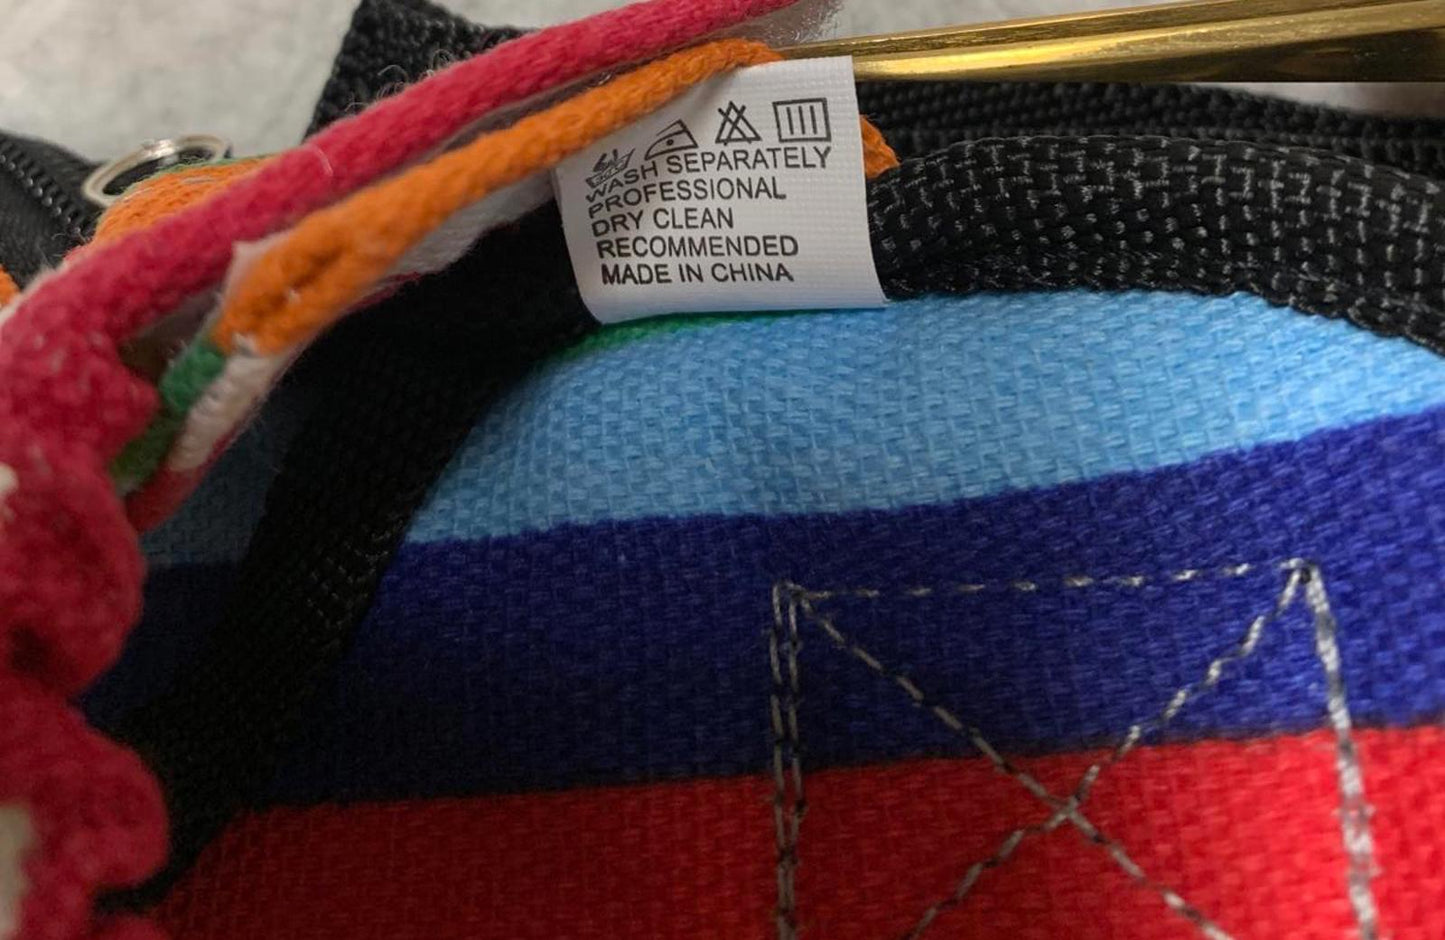 WASH SEPARATELY
PROFESSIONAL
DRY CLEAN
RECOMMENDED
MADE IN CHINA